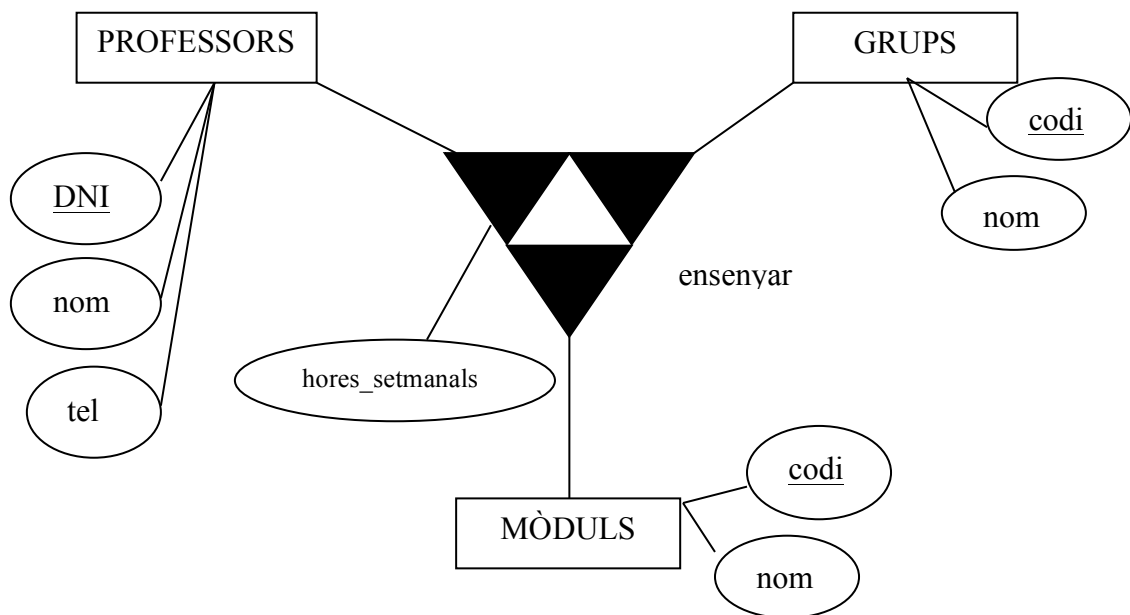 PROFESSORS
GRUPS
codi
DNI
nom
nom
ensenyar
hores_setmanals
tel
codi
MÒDULS
nom